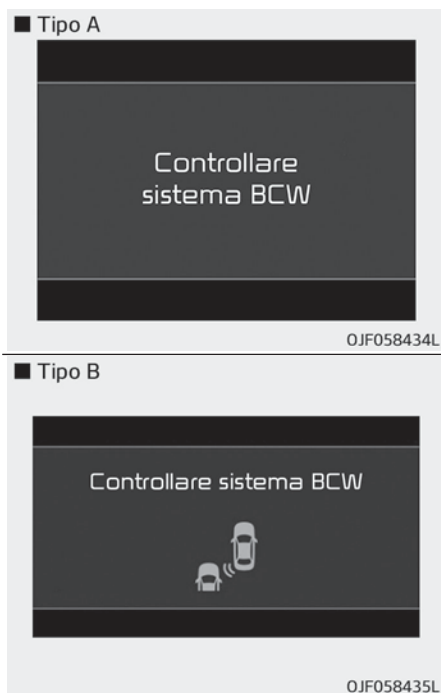 ■ Tipo A
Controllare
sistema BCW
OJF058434L
■ Tipo B
Controllare sistema BCW
OJF058435L